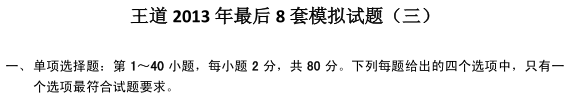 王道 2013 年最后 8 套模拟试题（三）
一、单项选择题：第 1～40 小题，每小题 2 分，共 80 分。下列每题给出的四个选项中，只有一
个选项最符合试题要求。